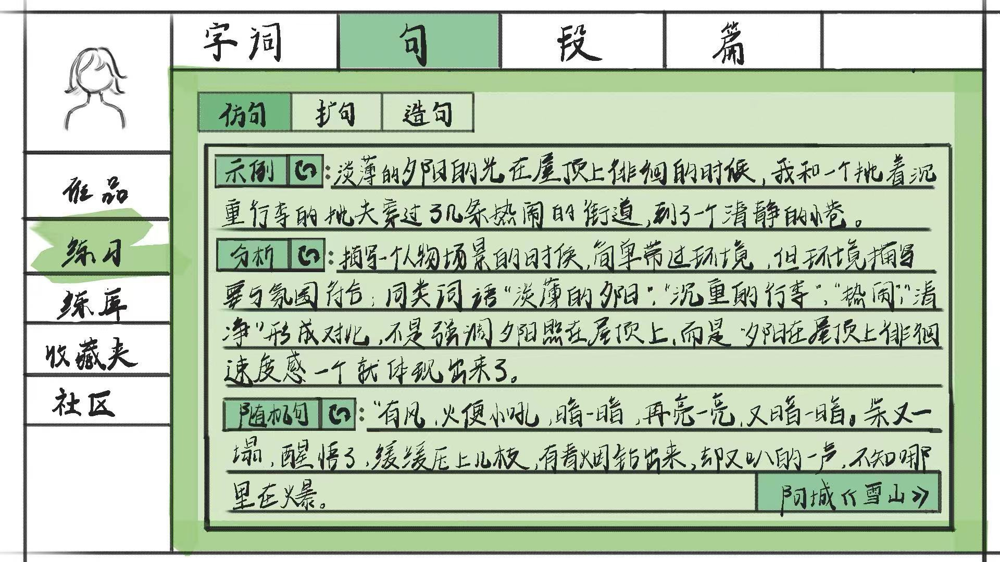 字词 句 段 篇
仿句 扩句 造句
作品
练习
练库
收藏夹
社区
示例：淡薄的夕阳的光在屋顶上徘徊的时候，我和一个挑着沉
重行李的挑夫穿过了几条热闹的街道，到了一个清静的小巷。
分析：描写一个人物场景的时候，简单带过环境，但环境描写
要与氛围符合；同类词语“淡薄的夕阳”，“沉重的行李”，“热闹”，“清
净”形成对比，不是强调夕阳照在屋顶上，而是“夕阳在屋顶上徘徊
速度感一个就体现出来了。
随机句：“有风，火便小吼，暗一暗，再亮一亮，又暗一暗。柴又一
塌，醒悟了，缓缓压上几枝，有青烟钻出来，却又叭的一声，不知哪
里在爆。
阿城《雪山》